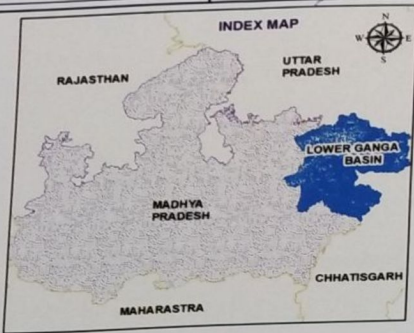 INDEX MAP
N
W E
S
RAJASTHAN
UTTAR
PRADESH
LOWER GANGA
BASIN
MADHYA
PRADESH
CHHATISGARH
MAHARASTRA